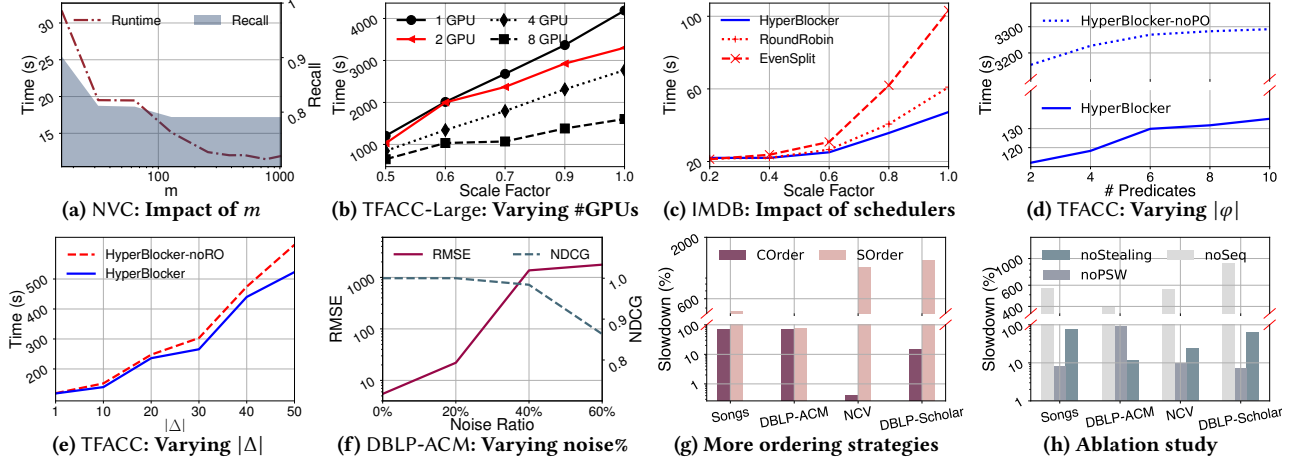 30
25
20
15
Time (s)
Runtime
Recall
1
0.9
0.8
Recall
100
1000
m
(a) NVC: Impact of m
4000
3000
2000
1000
Time (s)
1 GPU
4 GPU
2 GPU
8 GPU
0.5
0.6
0.7
0.9
1.0
Scale Factor
(b) TFACC-Large: Varying #GPUs
100
60
20
Time (s)
HyperBlocker
RoundRobin
EvenSplit
0.2
0.4
0.6
0.8
1.0
Scale Factor
(c) IMDB: Impact of schedulers
3300
3200
130
120
Time (s)
HyperBlocker-noPO
HyperBlocker
2
4
6
8
10
# Predicates
(d) TFACC: Varying |φ|
500
400
300
200
Time (s)
HyperBlocker-noRO
HyperBlocker
1
10
20
30
40
50
|Δ|
(e) TFACC: Varying |Δ|
1000
100
10
RMSE
RMSE
NDCG
1.0
0.9
0.8
NDCG
0%
20%
40%
60%
Noise Ratio
(f) DBLP-ACM: Varying noise%
2000
600
100
10
1
Slowdown (%)
COrder
SOrder
Songs
DBLP-ACM
NCV
DBLP-Scholar
(g) More ordering strategies
1000
600
400
100
10
1
Slowdown (%)
noStealing
noSeq
noPSW
Songs
DBLP-ACM
NCV
DBLP-Scholar
(h) Ablation study